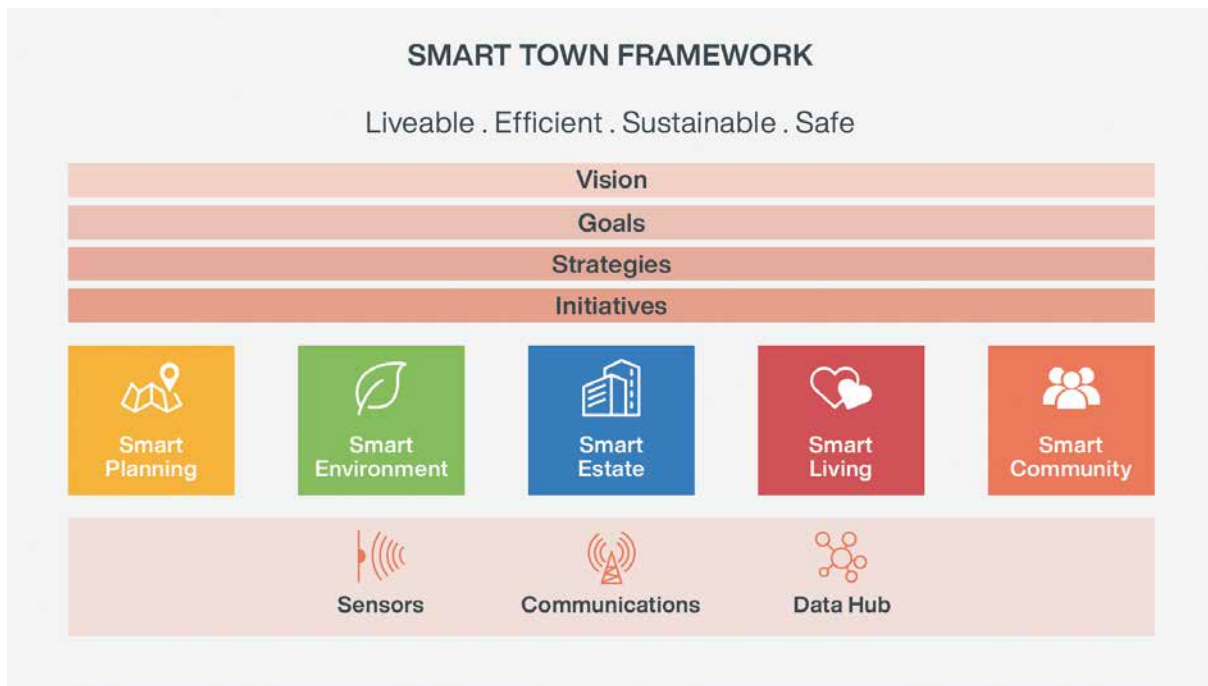 SMART TOWN FRAMEWORK
Liveable . Efficient . Sustainable . Safe
Vision
Goals
Strategies
Initiatives
Smart
Planning
Smart
Environment
Smart
Estate
Smart
Living
Smart
Community
Sensors
Communications
Data Hub